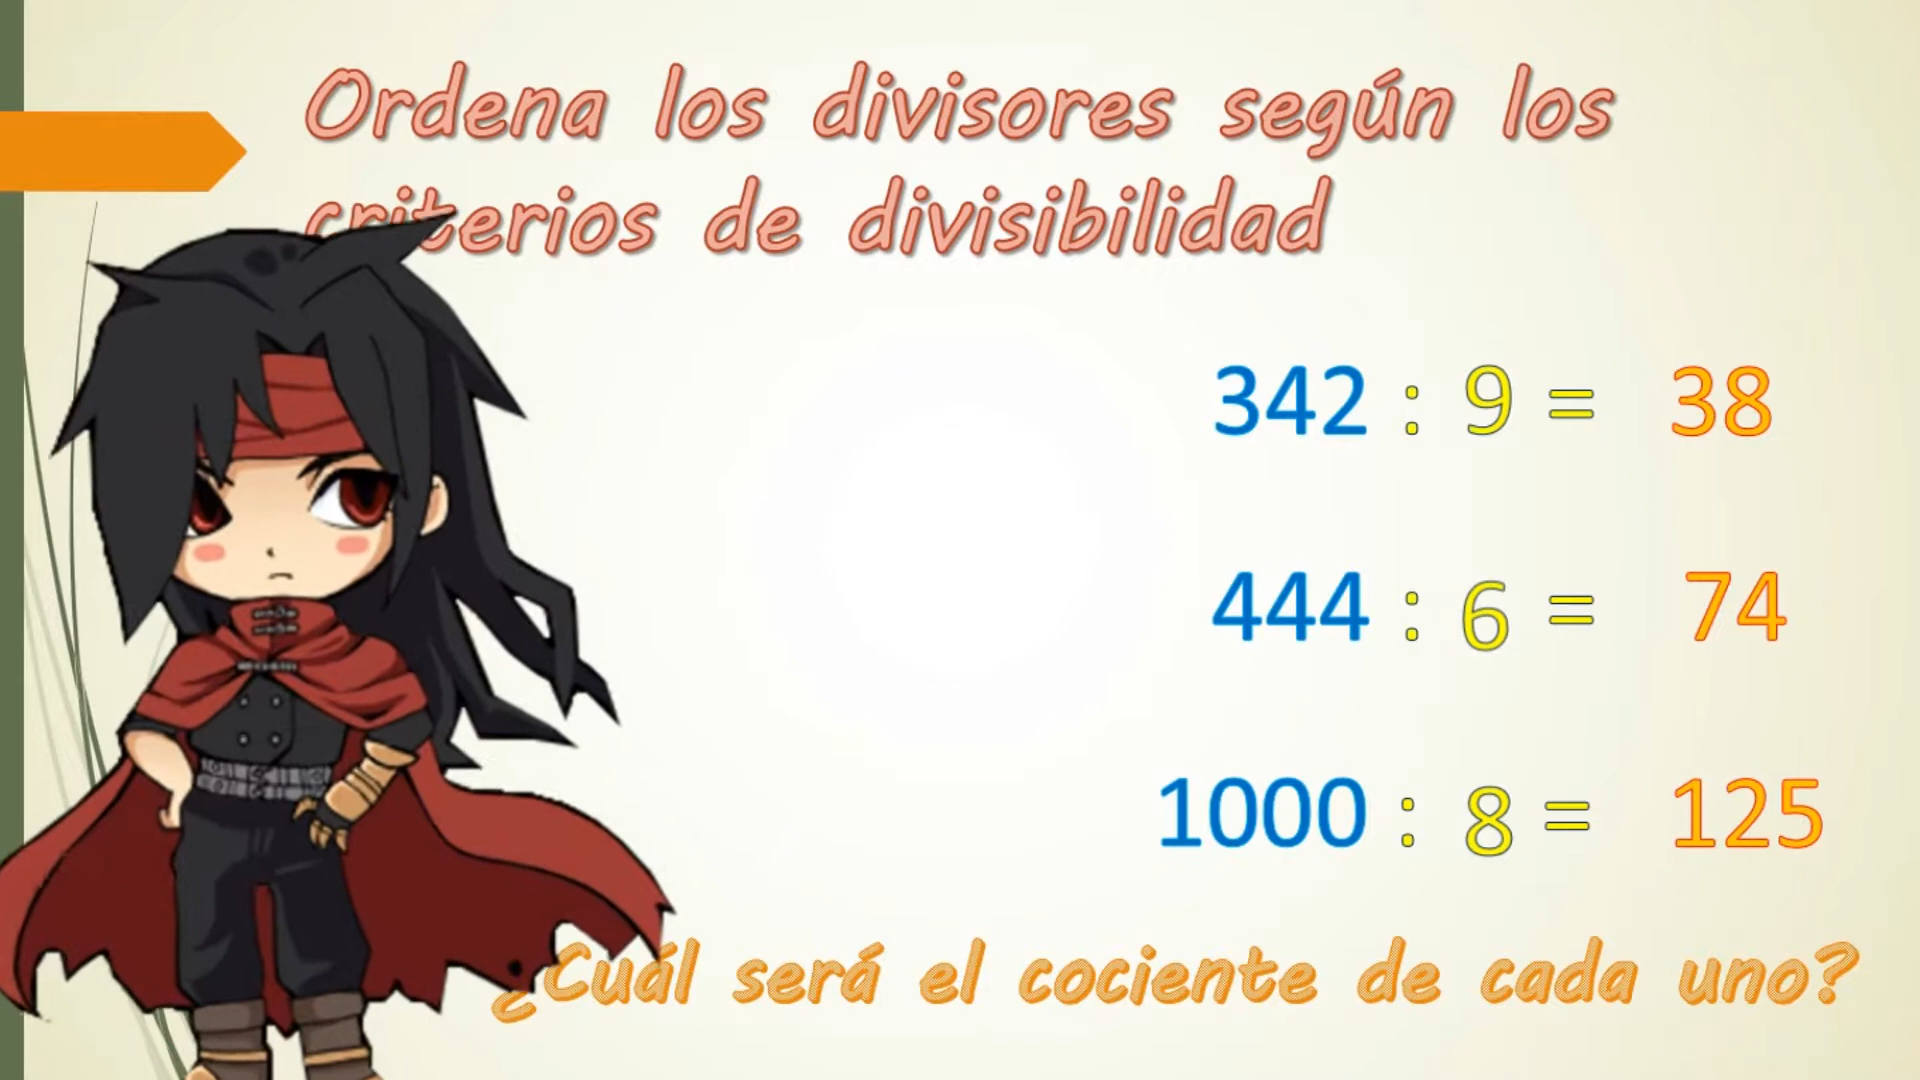 Ordena los divisores según los
criterios de divisibilidad
342 : 9 = 38
444 : 6 = 74
1000 : 8 = 125
¿Cuál será el cociente de cada uno?